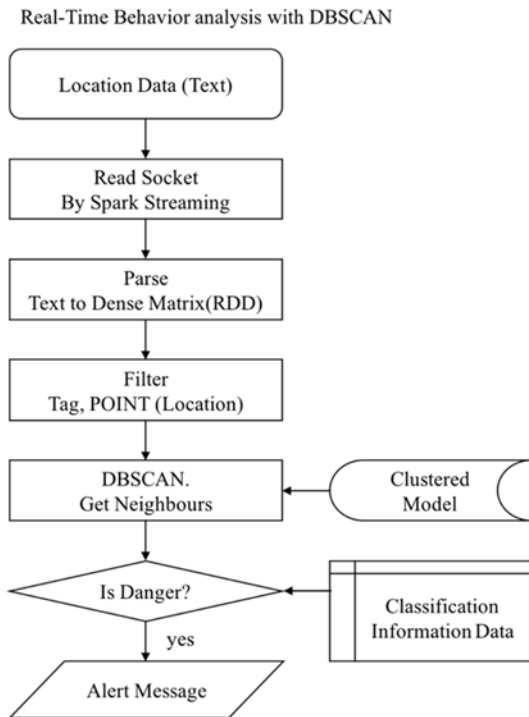 Real-Time Behavior analysis with DBSCAN
Location Data (Text)
Read Socket
By Spark Streaming
Parse
Text to Dense Matrix(RDD)
Filter
Tag, POINT (Location)
DBSCAN.
Get Neighbours
Clustered
Model
Is Danger?
Classification
Information Data
yes
Alert Message